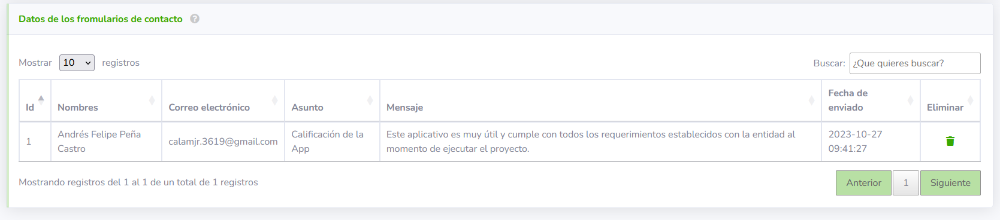 Datos de los fromularios de contacto ?
Mostrar 10 registros
Buscar: ¿Que quieres buscar?
Id Nombres Correo electrónico Asunto Mensaje Fecha de enviado Eliminar
1 Andrés Felipe Peña Castro calamjr.3619@gmail.com Calificación de la App Este aplicativo es muy útil y cumple con todos los requerimientos establecidos con la entidad al momento de ejecutar el proyecto. 2023-10-27 09:41:27
Mostrando registros del 1 al 1 de un total de 1 registros
Anterior 1 Siguiente